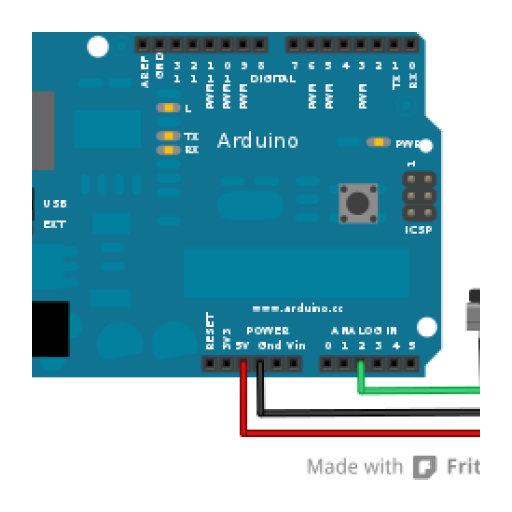 AREF
GND
13
12
PWM 11
PWM 10
PWM 9
8
DIGITAL
7
PWM 6
PWM 5
4
PWM 3
2
TX 1
RX 0
L
TX
RX
Arduino
PWR
1
USB
EXT
ICSP
www.arduino.cc
RESET
3V3
POWER
5V Gnd Vin
ANALOG IN
0 1 2 3 4 5
Made with Frit